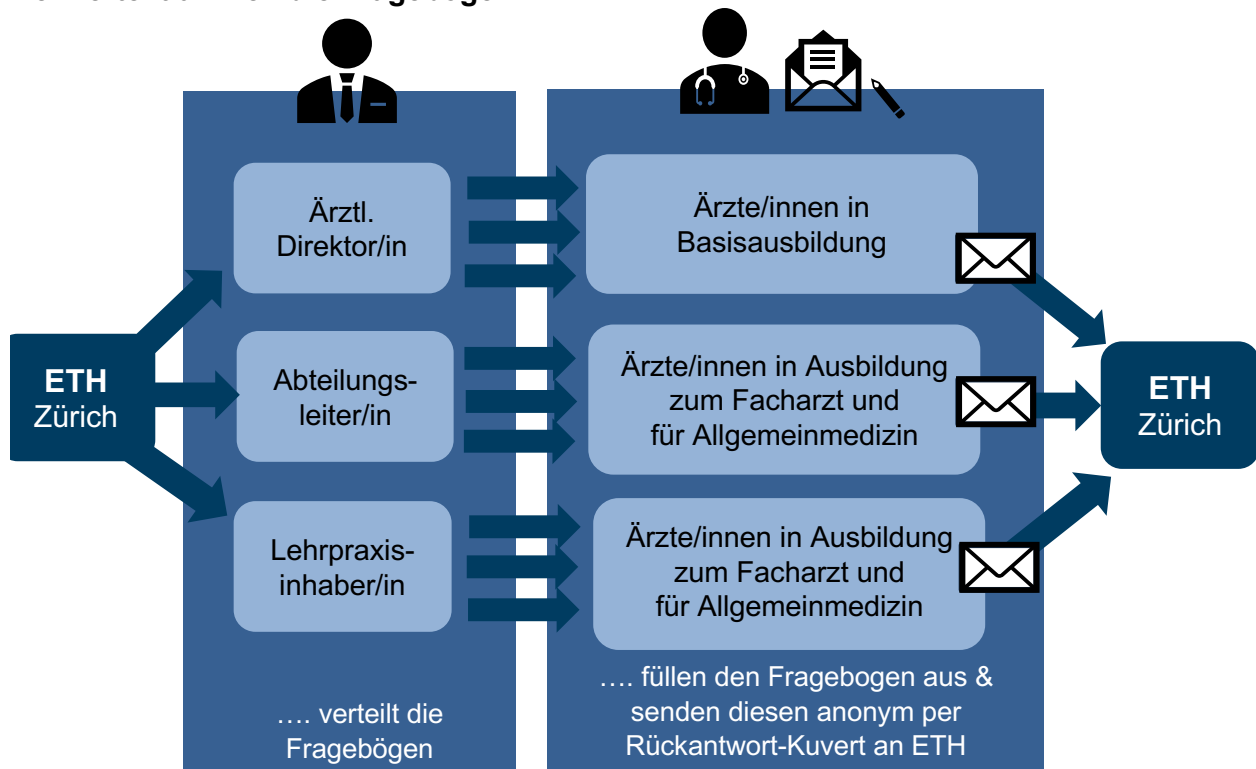 ETH
Zürich
Ärztl.
Direktor/in
Abteilungs-
leiter/in
Lehrpraxis-
inhaber/in
…. verteilt die
Fragebögen
Ärzte/innen in
Basisausbildung
Ärzte/innen in Ausbildung
zum Facharzt und
für Allgemeinmedizin
Ärzte/innen in Ausbildung
zum Facharzt und
für Allgemeinmedizin
…. füllen den Fragebogen aus &
senden diesen anonym per
Rückantwort-Kuvert an ETH
ETH
Zürich